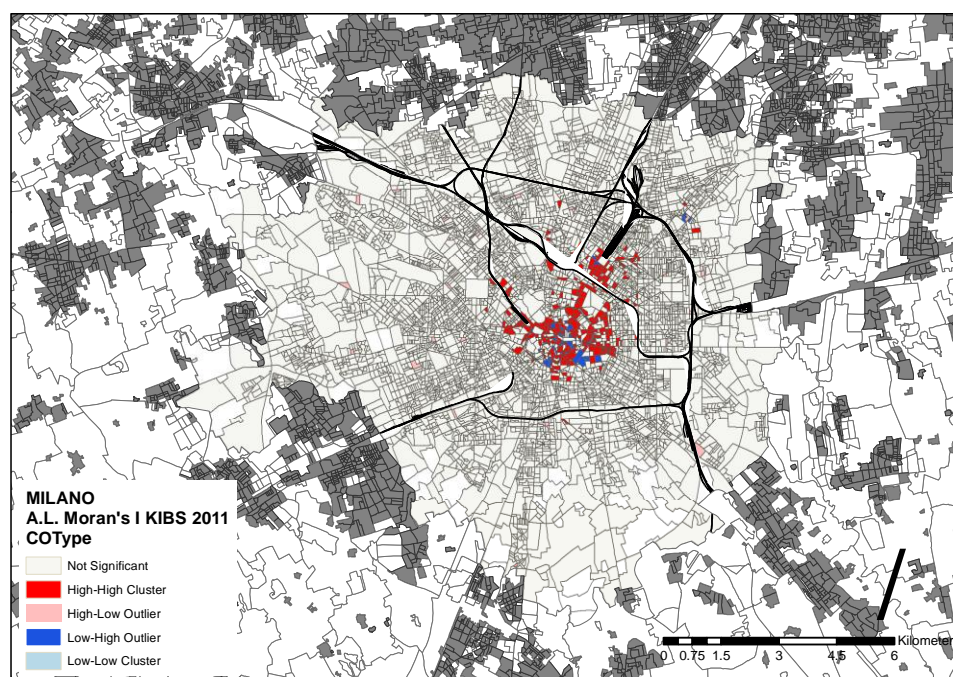 MILANO
A.L. Moran's I KIBS 2011
COType
Not Significant
High-High Cluster
High-Low Outlier
Low-High Outlier
Low-Low Cluster
Kilometer
0 0.75 1.5 3 4.5 6